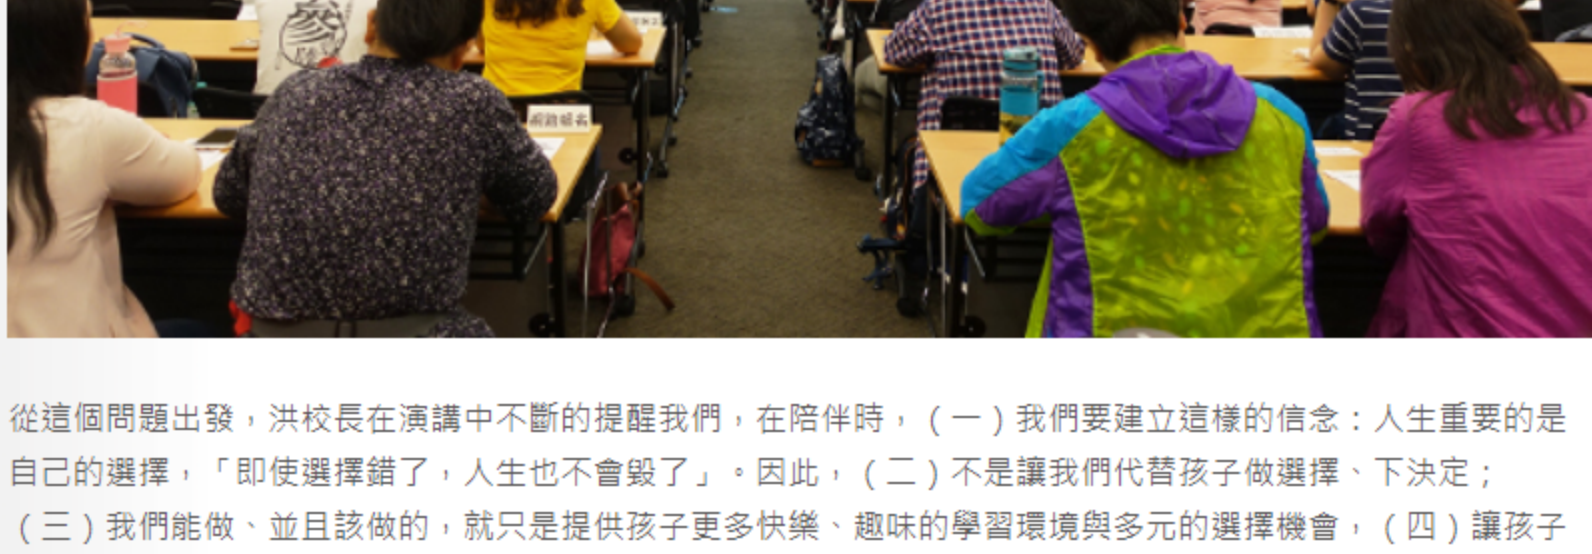 從這個問題出發，洪校長在演講中不斷的提醒我們，在陪伴時，（一）我們要建立這樣的信念：人生重要的是
自己的選擇，「即使選擇錯了，人生也不會毀了」。因此，（二）不是讓我們代替孩子做選擇、下決定；
（三）我們能做、並且該做的，就只是提供孩子更多快樂、趣味的學習環境與多元的選擇機會，（四）讓孩子